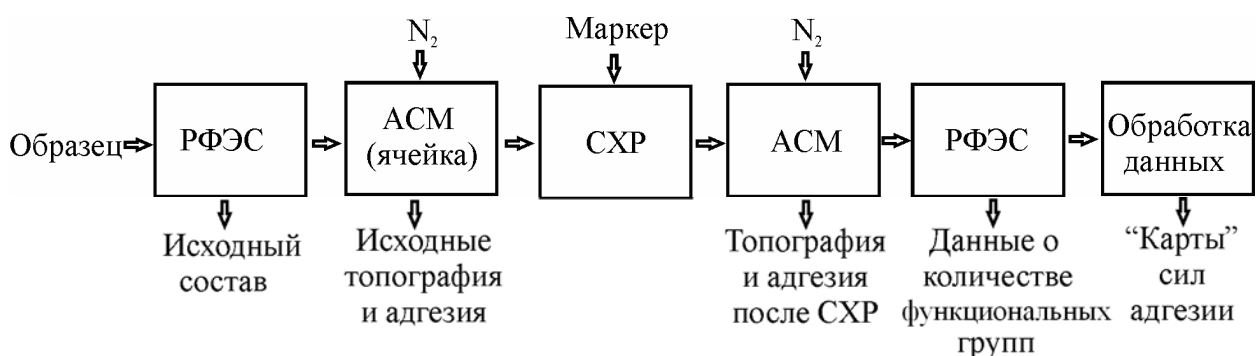 N₂
Маркер
N₂
Образец
РФЭС
АСМ
(ячейка)
СХР
АСМ
РФЭС
Обработка
данных
Исходный
состав
Исходные
топография
и адгезия
Топография
и адгезия
после СХР
Данные о
количестве
функциональных
групп
“Карты”
сил
адгезии